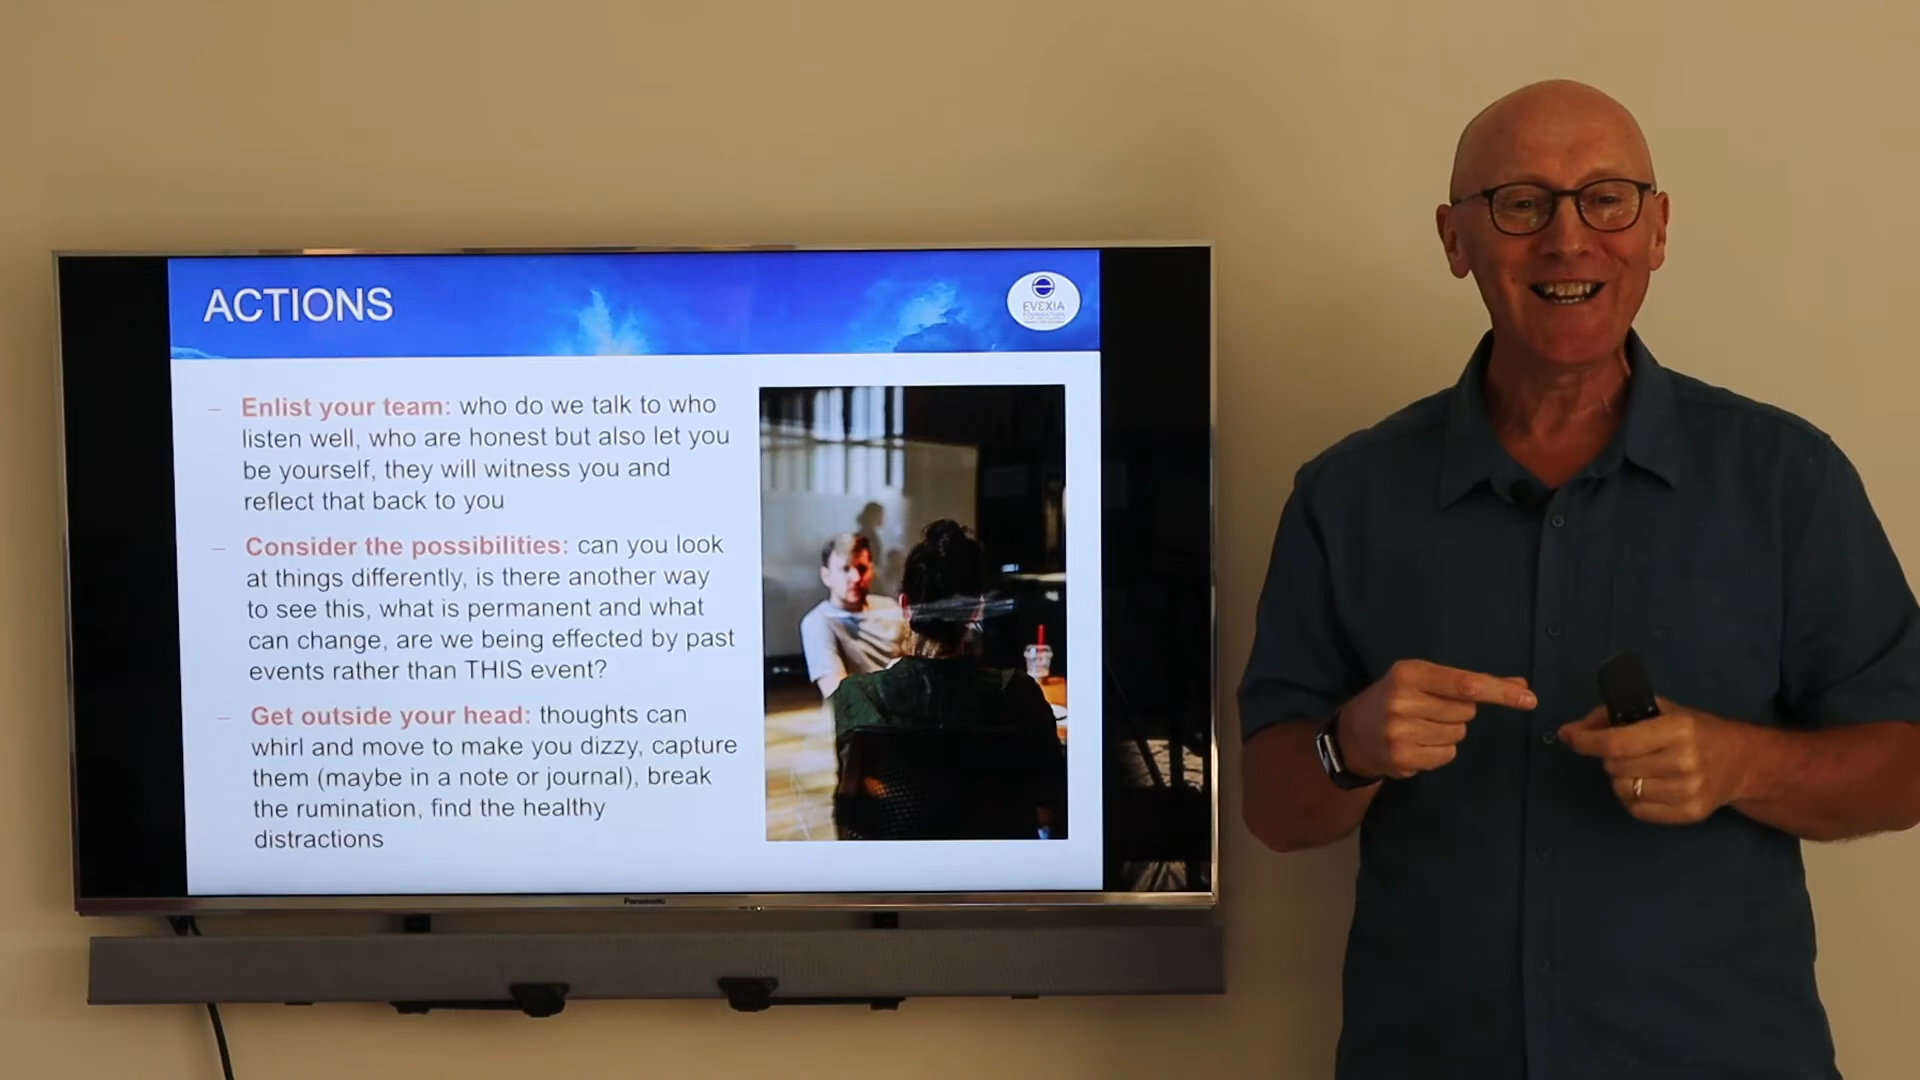 ACTIONS
EVEXIA
FOUNDATION
– Enlist your team: who do we talk to who
listen well, who are honest but also let you
be yourself, they will witness you and
reflect that back to you
– Consider the possibilities: can you look
at things differently, is there another way
to see this, what is permanent and what
can change, are we being effected by past
events rather than THIS event?
– Get outside your head: thoughts can
whirl and move to make you dizzy, capture
them (maybe in a note or journal), break
the rumination, find the healthy
distractions
Panasonic